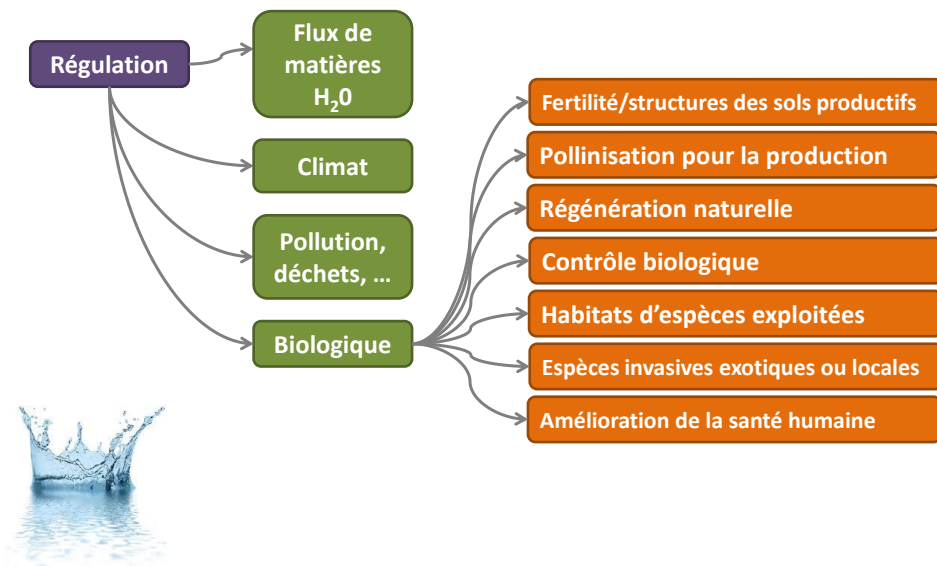 Régulation
Flux de
matières
H₂0
Climat
Pollution,
déchets, ...
Biologique
Fertilité/structures des sols productifs
Pollinisation pour la production
Régénération naturelle
Contrôle biologique
Habitats d’espèces exploitées
Espèces invasives exotiques ou locales
Amélioration de la santé humaine